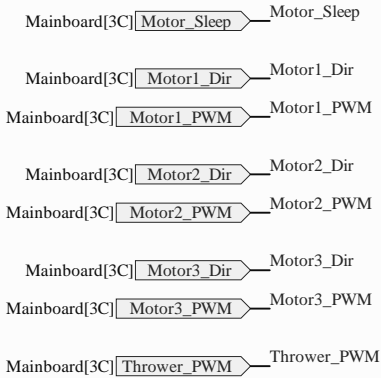 Mainboard[3C] Motor_Sleep Motor_Sleep
Mainboard[3C] Motor1_Dir Motor1_Dir
Mainboard[3C] Motor1_PWM Motor1_PWM
Mainboard[3C] Motor2_Dir Motor2_Dir
Mainboard[3C] Motor2_PWM Motor2_PWM
Mainboard[3C] Motor3_Dir Motor3_Dir
Mainboard[3C] Motor3_PWM Motor3_PWM
Mainboard[3C] Thrower_PWM Thrower_PWM